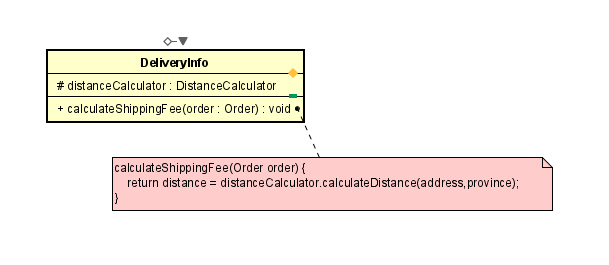 DeliveryInfo
# distanceCalculator : DistanceCalculator
+ calculateShippingFee(order : Order) : void
calculateShippingFee(Order order) {
return distance = distanceCalculator.calculateDistance(address,province);
}